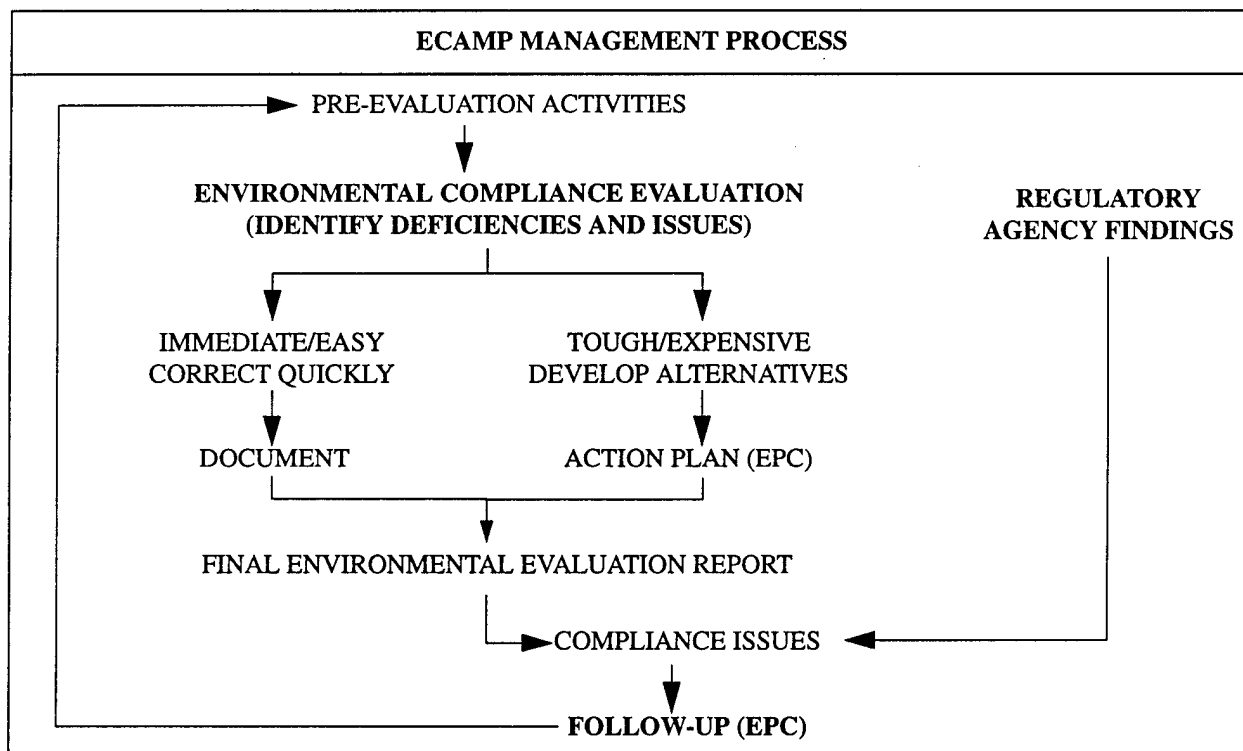 ECAMP MANAGEMENT PROCESS
PRE-EVALUATION ACTIVITIES
ENVIRONMENTAL COMPLIANCE EVALUATION
(IDENTIFY DEFICIENCIES AND ISSUES)
REGULATORY
AGENCY FINDINGS
IMMEDIATE/EASY
CORRECT QUICKLY
TOUGH/EXPENSIVE
DEVELOP ALTERNATIVES
DOCUMENT
ACTION PLAN (EPC)
FINAL ENVIRONMENTAL EVALUATION REPORT
COMPLIANCE ISSUES
FOLLOW-UP (EPC)